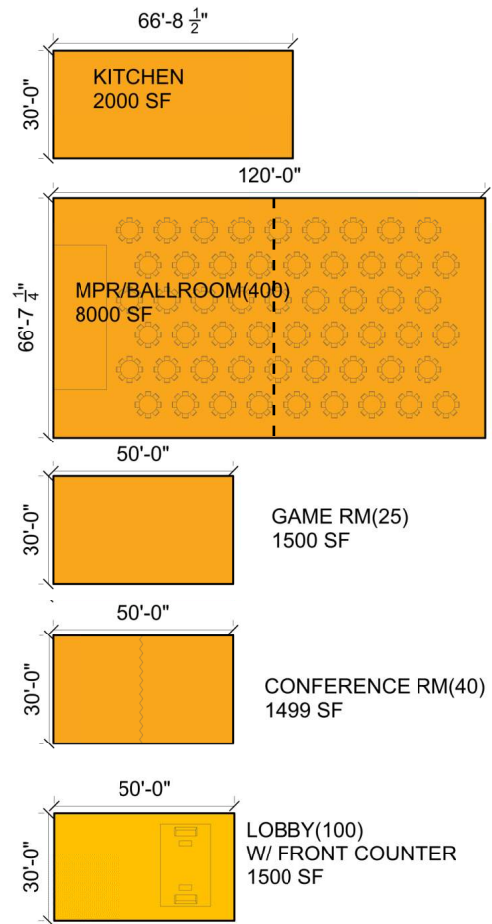 66'-8 1/2"
30'-0"
KITCHEN
2000 SF
120'-0"
66'-7 1/4"
MPR/BALLROOM(400)
8000 SF
50'-0"
30'-0"
GAME RM(25)
1500 SF
50'-0"
30'-0"
CONFERENCE RM(40)
1499 SF
50'-0"
30'-0"
LOBBY(100)
W/ FRONT COUNTER
1500 SF